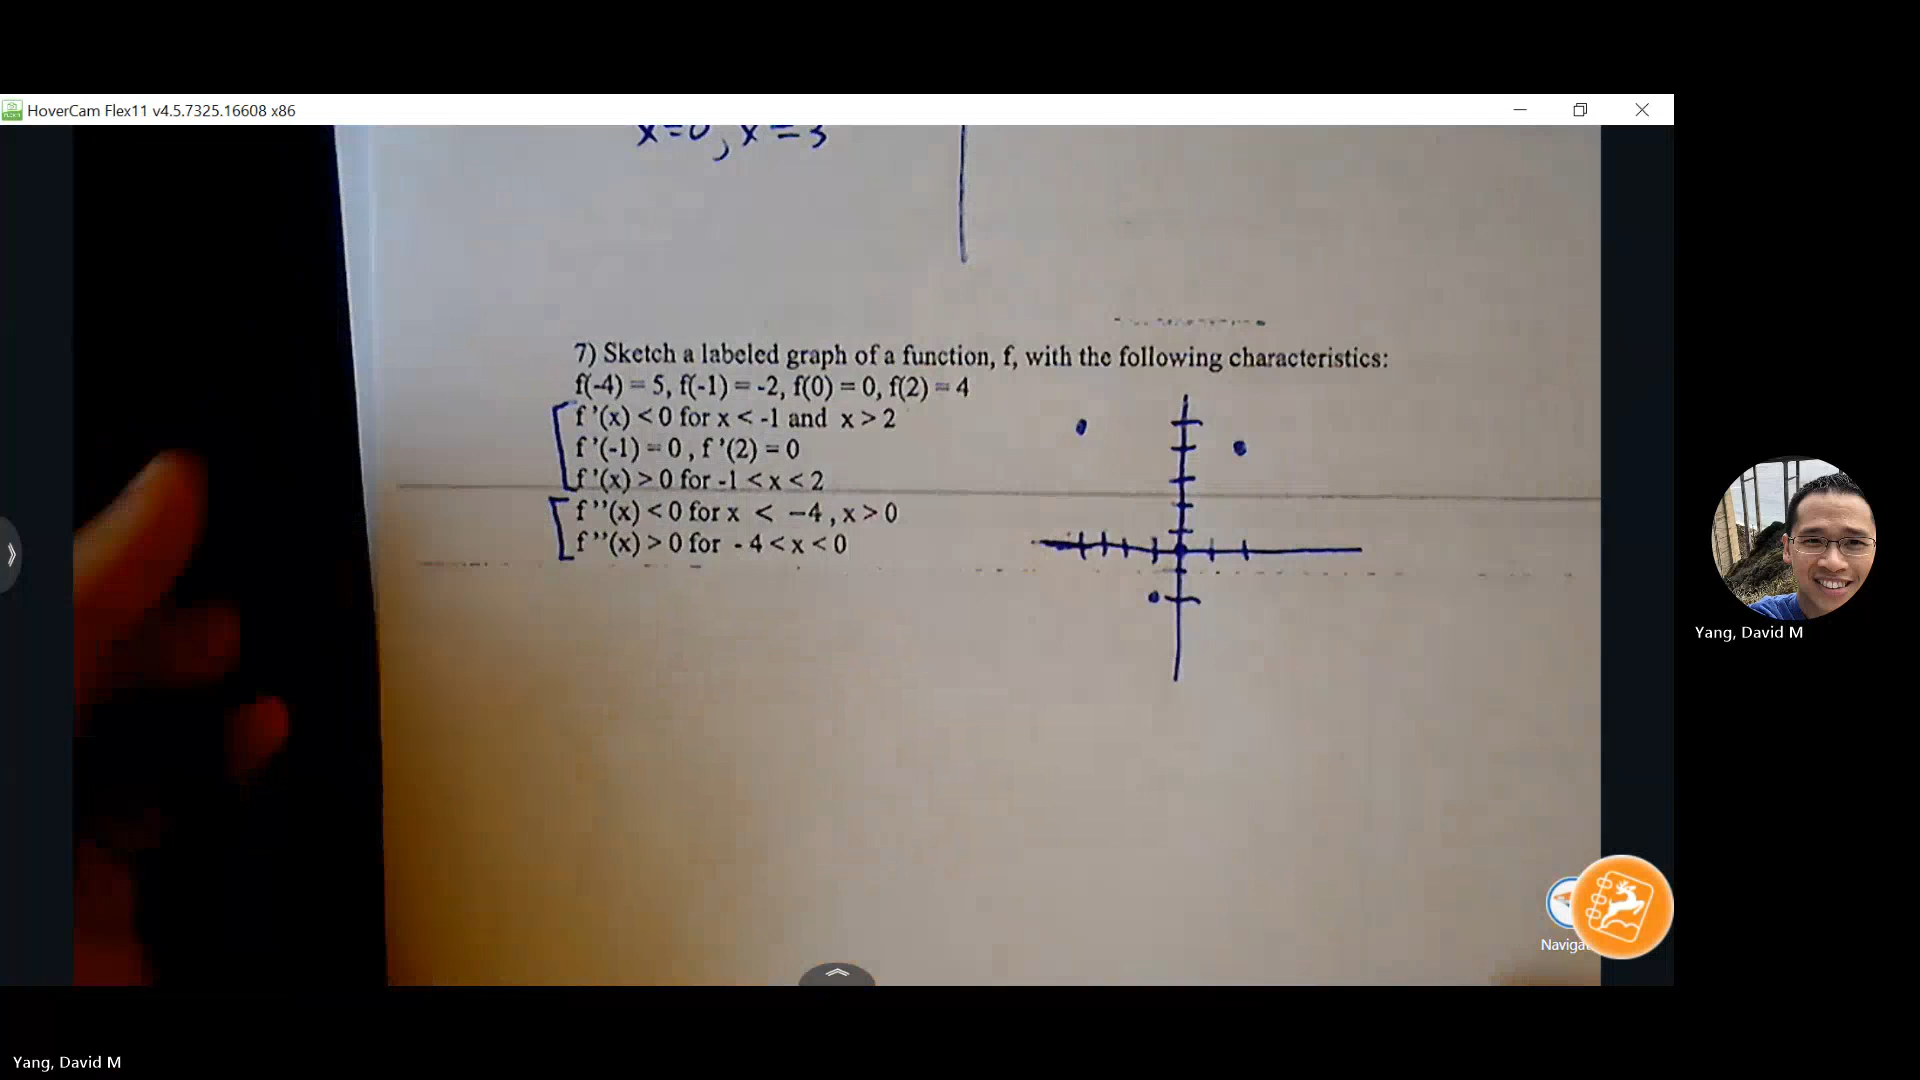 HoverCam Flex11 v4.5.7325.16608 x86
x=0, x=3
7) Sketch a labeled graph of a function, f, with the following characteristics:
f(-4) = 5, f(-1) = -2, f(0) = 0, f(2) = 4
f ’(x) < 0 for x < -1 and x > 2
f ’(-1) = 0 , f ’(2) = 0
f ’(x) > 0 for -1 < x < 2
f ’’(x) < 0 for x < −4 , x > 0
f ’’(x) > 0 for - 4 < x < 0
Yang, David M
Navigat
Yang, David M